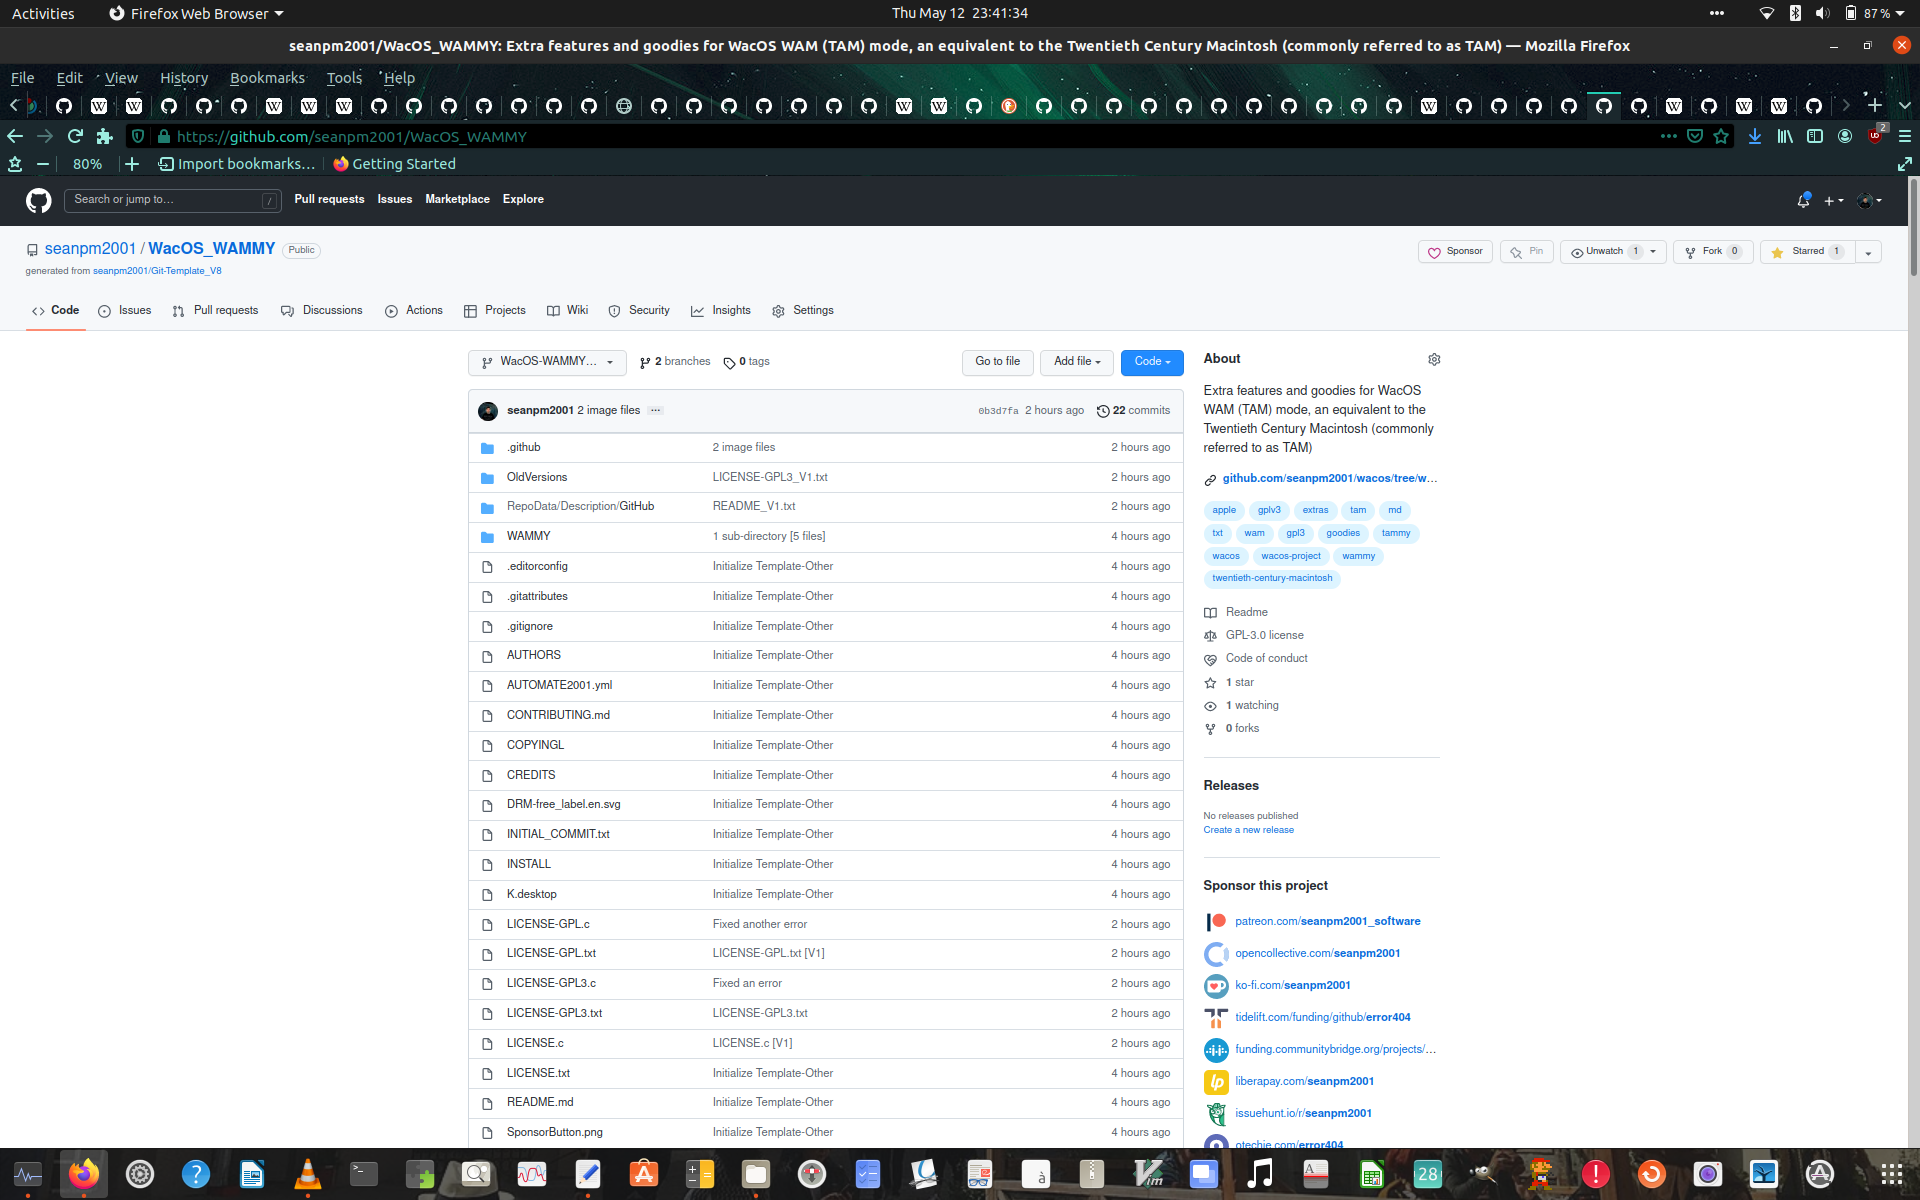 Activities
Firefox Web Browser
Thu May 12 23:41:34
87 %
seanpm2001/WacOS_WAMMY: Extra features and goodies for WacOS WAM (TAM) mode, an equivalent to the Twentieth Century Macintosh (commonly referred to as TAM) — Mozilla Firefox
File Edit View History Bookmarks Tools Help
https://github.com/seanpm2001/WacOS_WAMMY
2
80%
Import bookmarks...
Getting Started
Search or jump to...
/
Pull requests Issues Marketplace Explore
seanpm2001 / WacOS_WAMMY Public
Sponsor
Pin
Unwatch 1
Fork 0
Starred 1
generated from seanpm2001/Git-Template_V8
Code Issues Pull requests Discussions Actions Projects Wiki Security Insights Settings
WacOS-WAMMY...
2 branches
0 tags
Go to file
Add file
Code
seanpm2001 2 image files ...
0b3d7fa 2 hours ago
22 commits
.github 2 image files 2 hours ago
OldVersions LICENSE-GPL3_V1.txt 2 hours ago
RepoData/Description/GitHub README_V1.txt 2 hours ago
WAMMY 1 sub-directory [5 files] 4 hours ago
.editorconfig Initialize Template-Other 4 hours ago
.gitattributes Initialize Template-Other 4 hours ago
.gitignore Initialize Template-Other 4 hours ago
AUTHORS Initialize Template-Other 4 hours ago
AUTOMATE2001.yml Initialize Template-Other 4 hours ago
CONTRIBUTING.md Initialize Template-Other 4 hours ago
COPYINGL Initialize Template-Other 4 hours ago
CREDITS Initialize Template-Other 4 hours ago
DRM-free_label.en.svg Initialize Template-Other 4 hours ago
INITIAL_COMMIT.txt Initialize Template-Other 4 hours ago
INSTALL Initialize Template-Other 4 hours ago
K.desktop Initialize Template-Other 4 hours ago
LICENSE-GPL.c Fixed another error 2 hours ago
LICENSE-GPL.txt LICENSE-GPL.txt [V1] 2 hours ago
LICENSE-GPL3.c Fixed an error 2 hours ago
LICENSE-GPL3.txt LICENSE-GPL3.txt 2 hours ago
LICENSE.c LICENSE.c [V1] 2 hours ago
LICENSE.txt Initialize Template-Other 4 hours ago
README.md Initialize Template-Other 4 hours ago
SponsorButton.png Initialize Template-Other 4 hours ago
About
Extra features and goodies for WacOS
WAM (TAM) mode, an equivalent to the
Twentieth Century Macintosh (commonly
referred to as TAM)
github.com/seanpm2001/wacos/tree/w...
apple gplv3 extras tam md
txt wam gpl3 goodies tammy
wacos wacos-project wammy
twentieth-century-macintosh
Readme
GPL-3.0 license
Code of conduct
1 star
1 watching
0 forks
Releases
No releases published
Create a new release
Sponsor this project
patreon.com/seanpm2001_software
opencollective.com/seanpm2001
ko-fi.com/seanpm2001
tidelift.com/funding/github/error404
funding.communitybridge.org/projects/...
liberapay.com/seanpm2001
issuehunt.io/r/seanpm2001
otechie.com/error404
28